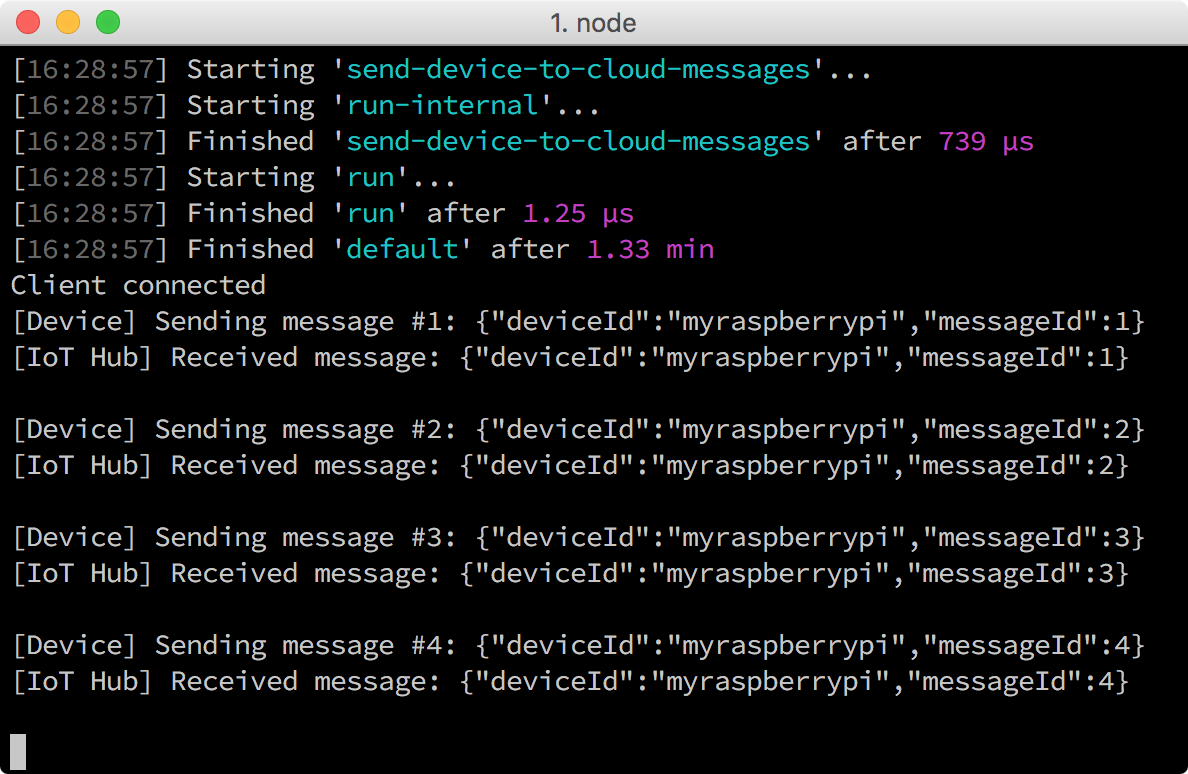 1. node
[16:28:57] Starting 'send-device-to-cloud-messages'...
[16:28:57] Starting 'run-internal'...
[16:28:57] Finished 'send-device-to-cloud-messages' after 739 μs
[16:28:57] Starting 'run'...
[16:28:57] Finished 'run' after 1.25 μs
[16:28:57] Finished 'default' after 1.33 min
Client connected
[Device] Sending message #1: {"deviceId":"myraspberrypi","messageId":1}
[IoT Hub] Received message: {"deviceId":"myraspberrypi","messageId":1}
[Device] Sending message #2: {"deviceId":"myraspberrypi","messageId":2}
[IoT Hub] Received message: {"deviceId":"myraspberrypi","messageId":2}
[Device] Sending message #3: {"deviceId":"myraspberrypi","messageId":3}
[IoT Hub] Received message: {"deviceId":"myraspberrypi","messageId":3}
[Device] Sending message #4: {"deviceId":"myraspberrypi","messageId":4}
[IoT Hub] Received message: {"deviceId":"myraspberrypi","messageId":4}